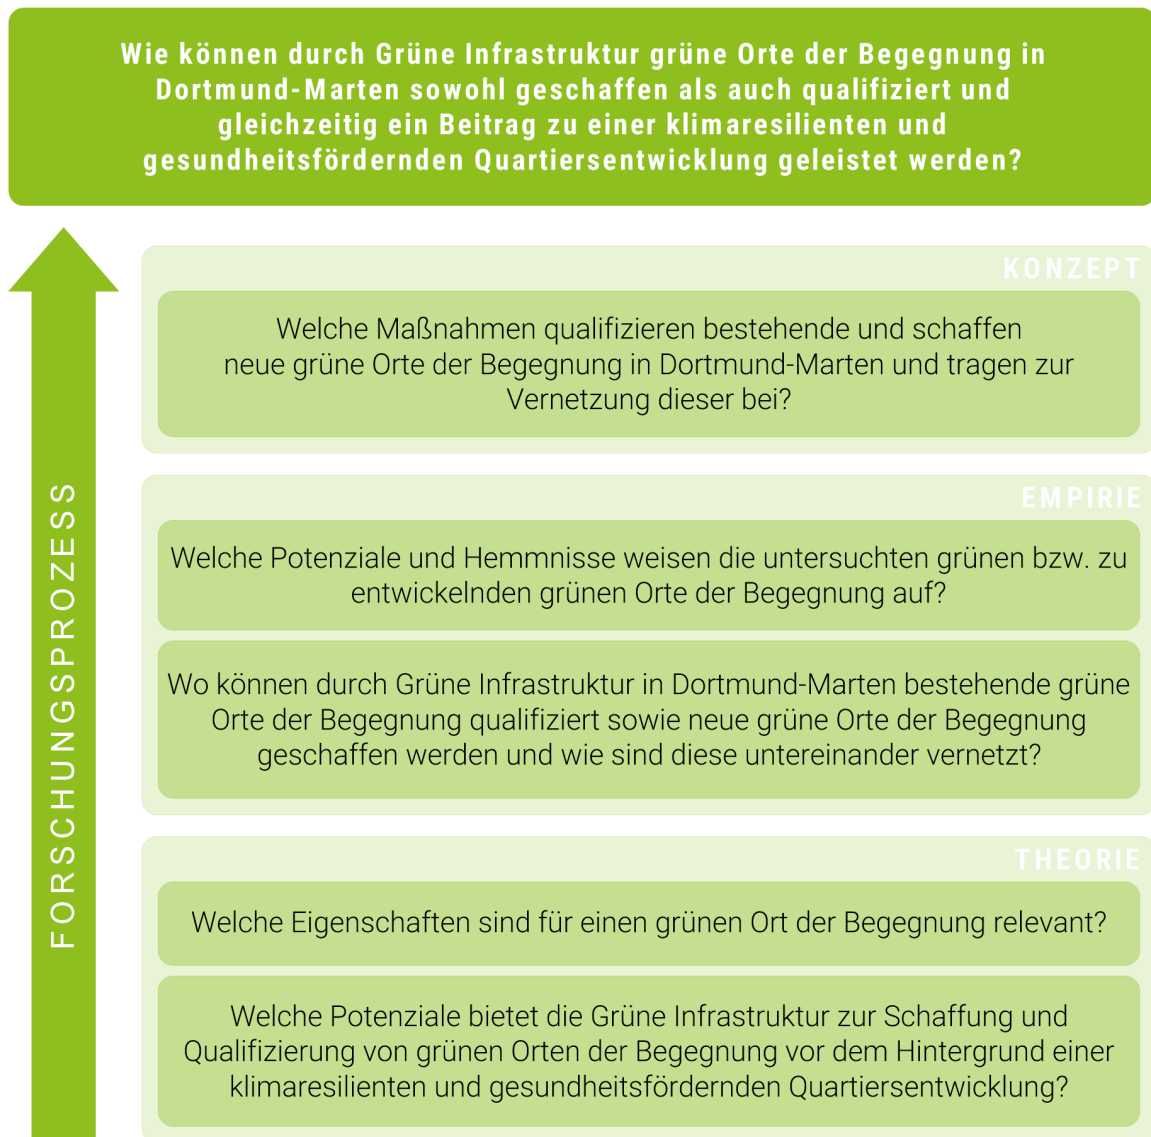 Wie können durch Grüne Infrastruktur grüne Orte der Begegnung in
Dortmund-Marten sowohl geschaffen als auch qualifiziert und
gleichzeitig ein Beitrag zu einer klimaresilienten und
gesundheitsfördernden Quartiersentwicklung geleistet werden?
FORSCHUNGSPROZESS
KONZEPT
Welche Maßnahmen qualifizieren bestehende und schaffen
neue grüne Orte der Begegnung in Dortmund-Marten und tragen zur
Vernetzung dieser bei?
EMPIRIE
Welche Potenziale und Hemmnisse weisen die untersuchten grünen bzw. zu
entwickelnden grünen Orte der Begegnung auf?
Wo können durch Grüne Infrastruktur in Dortmund-Marten bestehende grüne
Orte der Begegnung qualifiziert sowie neue grüne Orte der Begegnung
geschaffen werden und wie sind diese untereinander vernetzt?
THEORIE
Welche Eigenschaften sind für einen grünen Ort der Begegnung relevant?
Welche Potenziale bietet die Grüne Infrastruktur zur Schaffung und
Qualifizierung von grünen Orten der Begegnung vor dem Hintergrund einer
klimaresilienten und gesundheitsfördernden Quartiersentwicklung?